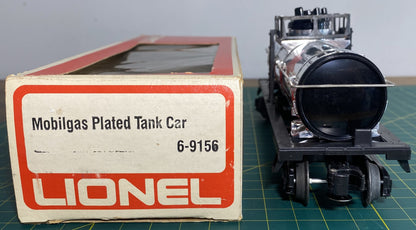 Mobilgas Plated Tank Car
6-9156
LIONEL